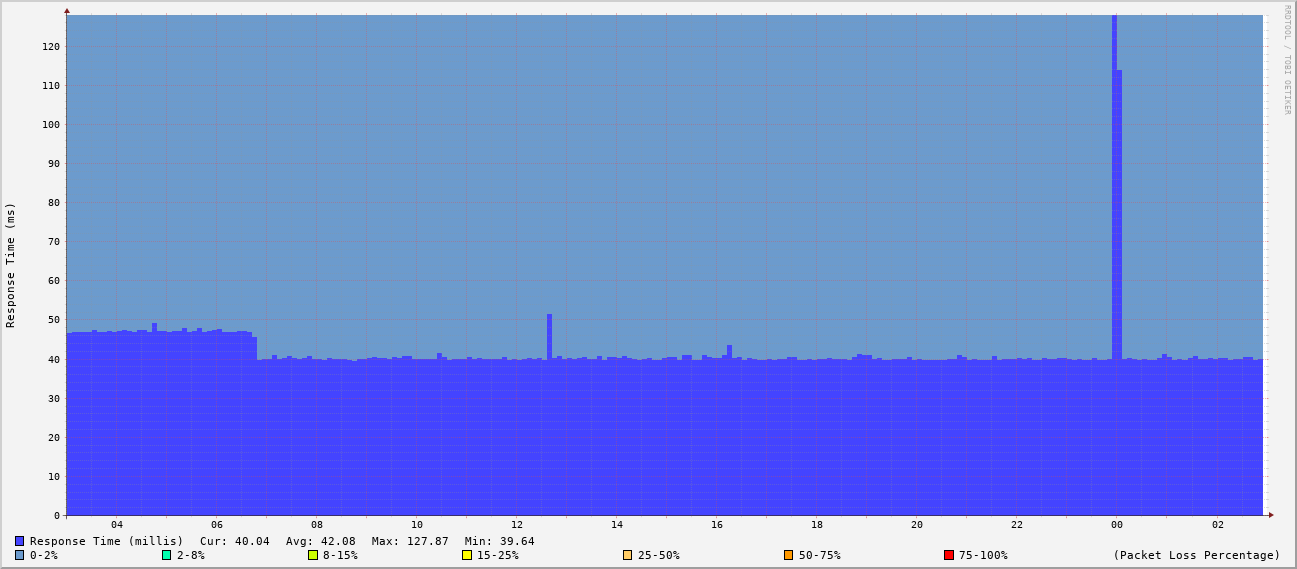 RRDTOOL / TOBI OETIKER
Response Time (ms)
120
110
100
90
80
70
60
50
40
30
20
10
0
04 06 08 10 12 14 16 18 20 22 00 02
Response Time (millis) Cur: 40.04 Avg: 42.08 Max: 127.87 Min: 39.64
0-2% 2-8% 8-15% 15-25% 25-50% 50-75% 75-100% (Packet Loss Percentage)